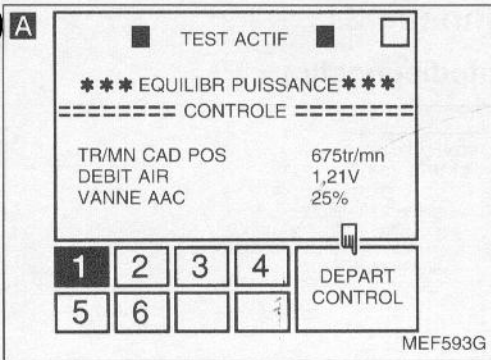 A
TEST ACTIF
*** EQUILIBR PUISSANCE ***
======== CONTROLE ========
TR/MN CAD POS 675tr/mn
DEBIT AIR 1,21V
VANNE AAC 25%
1 2 3 4
DEPART
CONTROL
5 6
MEF593G